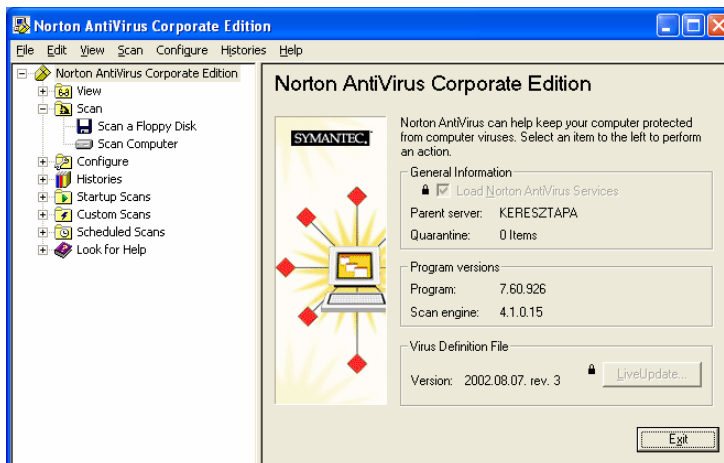 Norton AntiVirus Corporate Edition
File Edit View Scan Configure Histories Help
Norton AntiVirus Corporate Edition
View
Scan
Scan a Floppy Disk
Scan Computer
Configure
Histories
Startup Scans
Custom Scans
Scheduled Scans
Look for Help
Norton AntiVirus Corporate Edition
SYMANTEC.
Norton AntiVirus can help keep your computer protected
from computer viruses. Select an item to the left to perform
an action.
General Information
Load Norton AntiVirus Services
Parent server: KERESZTAPA
Quarantine: 0 Items
Program versions
Program: 7.60.926
Scan engine: 4.1.0.15
Virus Definition File
Version: 2002.08.07. rev. 3
LiveUpdate...
Exit